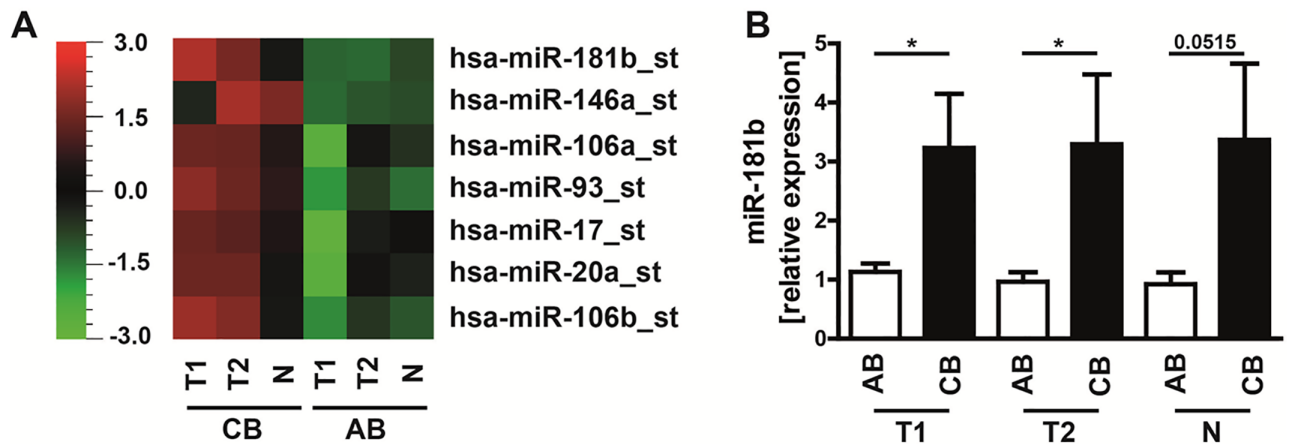 A
3.0
1.5
0.0
-1.5
-3.0
hsa-miR-181b_st
hsa-miR-146a_st
hsa-miR-106a_st
hsa-miR-93_st
hsa-miR-17_st
hsa-miR-20a_st
hsa-miR-106b_st
T1 T2 N T1 T2 N
CB AB
B
miR-181b
[relative expression]
5
4
3
2
1
0
* * 0.0515
AB CB AB CB AB CB
T1 T2 N